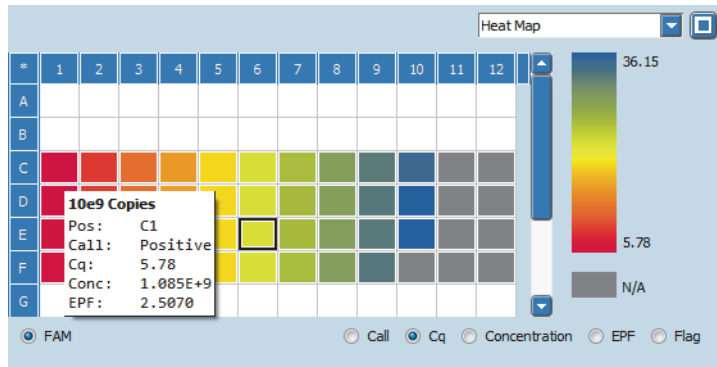 Heat Map
* 1 2 3 4 5 6 7 8 9 10 11 12
36.15
A
B
C
D
10e9 Copies
Pos: C1
E
Call: Positive
5.78
Cq: 5.78
F
Conc: 1.085E+9
N/A
G
EPF: 2.5070
FAM Call Cq Concentration EPF Flag